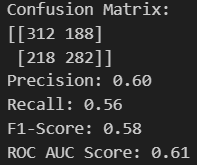 Confusion Matrix:
[[312 188]
 [218 282]]
Precision: 0.60
Recall: 0.56
F1-Score: 0.58
ROC AUC Score: 0.61